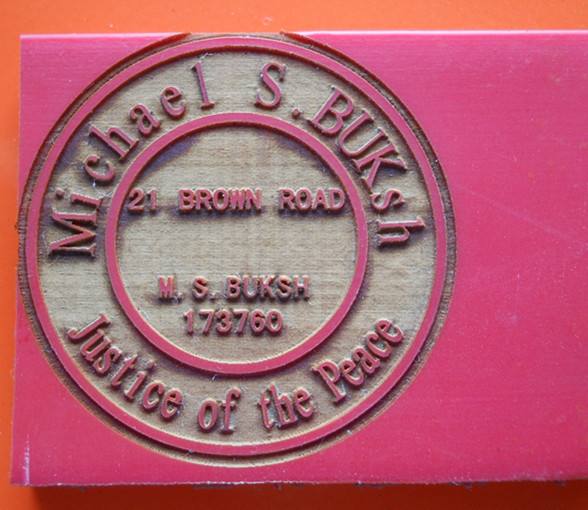 Michael S. BUKsh
21 BROWN ROAD
M. S. BUKSH
173760
Justice of the Peace